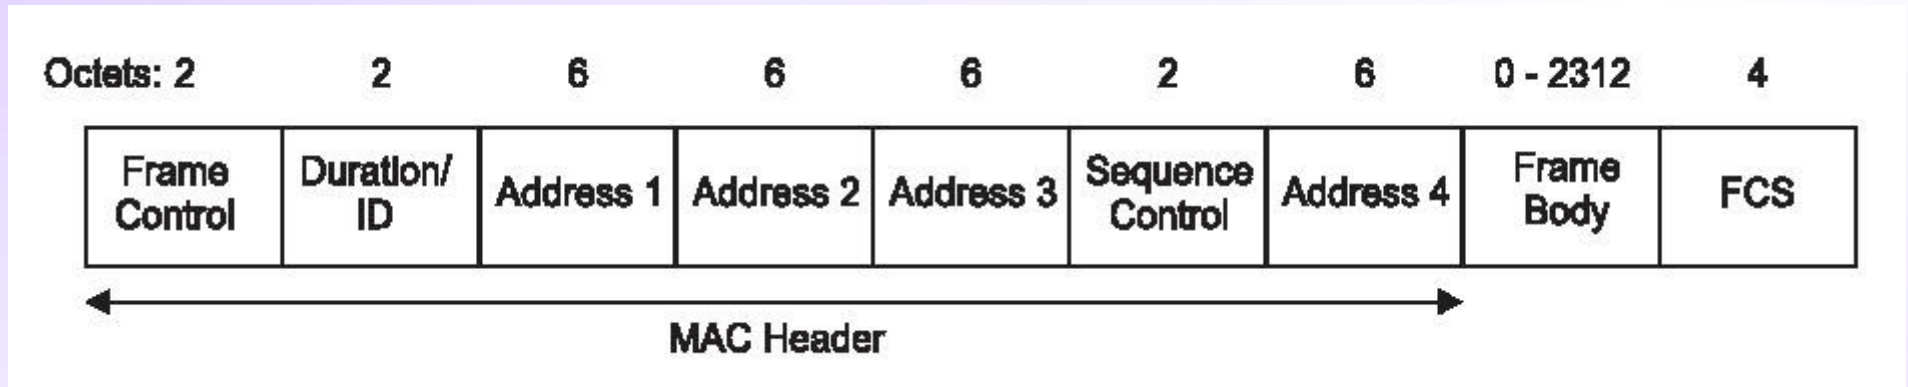 Octets: 2 2 6 6 6 2 6 0 - 2312 4
Frame Control
Duration/ ID
Address 1
Address 2
Address 3
Sequence Control
Address 4
Frame Body
FCS
MAC Header